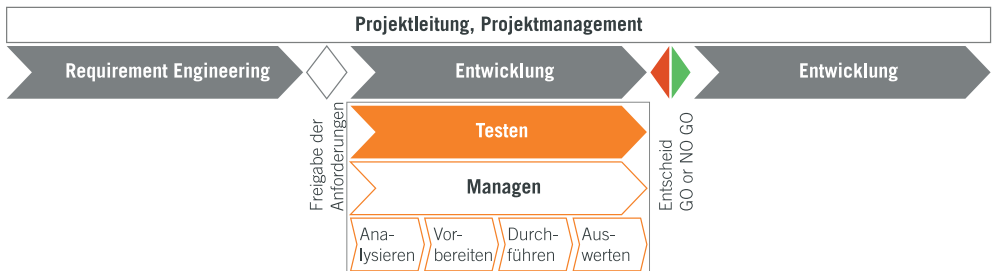 Projektleitung, Projektmanagement
Requirement Engineering
Entwicklung
Entwicklung
Freigabe der
Anforderungen
Testen
Entscheid
GO or NO GO
Managen
Ana-
lysieren
Vor-
bereiten
Durch-
führen
Aus-
werten